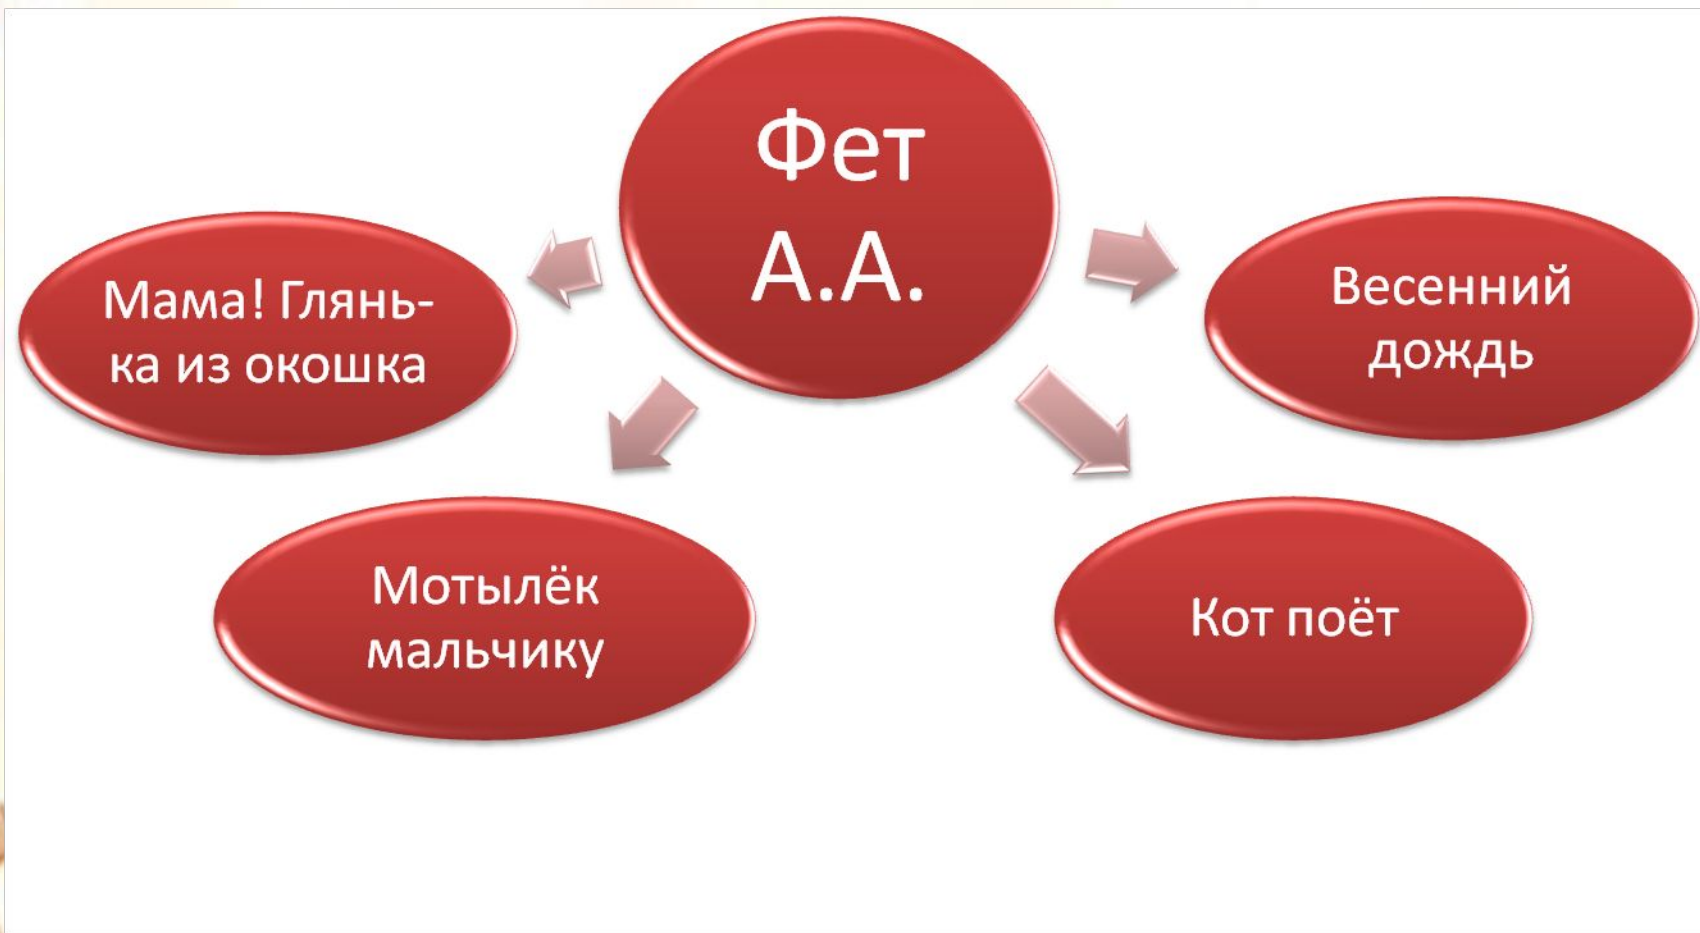 Фет
А.А.
Мама! Глянь-
ка из окошка
Весенний
дождь
Мотылёк
мальчику
Кот поёт